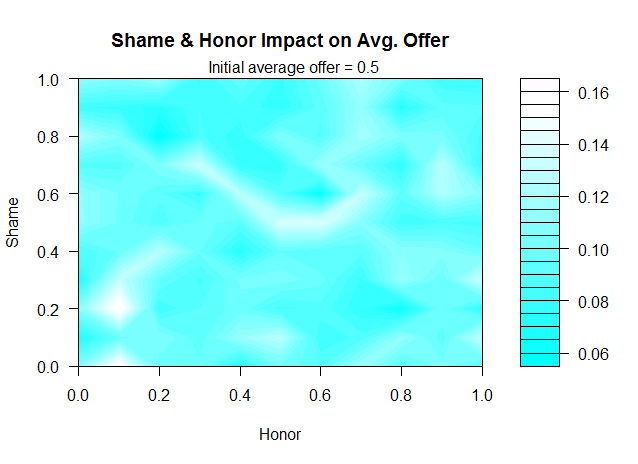 Shame & Honor Impact on Avg. Offer
Initial average offer = 0.5
1.0
0.8
0.6
0.4
0.2
0.0
Shame
0.0 0.2 0.4 0.6 0.8 1.0
Honor
0.16
0.14
0.12
0.10
0.08
0.06